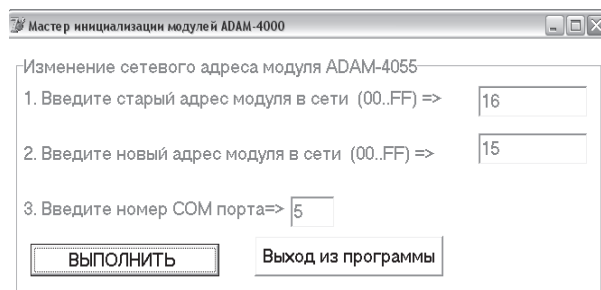 Мастер инициализации модулей ADAM-4000
Изменение сетевого адреса модуля ADAM-4055
1. Введите старый адрес модуля в сети (00..FF) => 16
2. Введите новый адрес модуля в сети (00..FF) => 15
3. Введите номер COM порта=> 5
ВЫПОЛНИТЬ Выход из программы